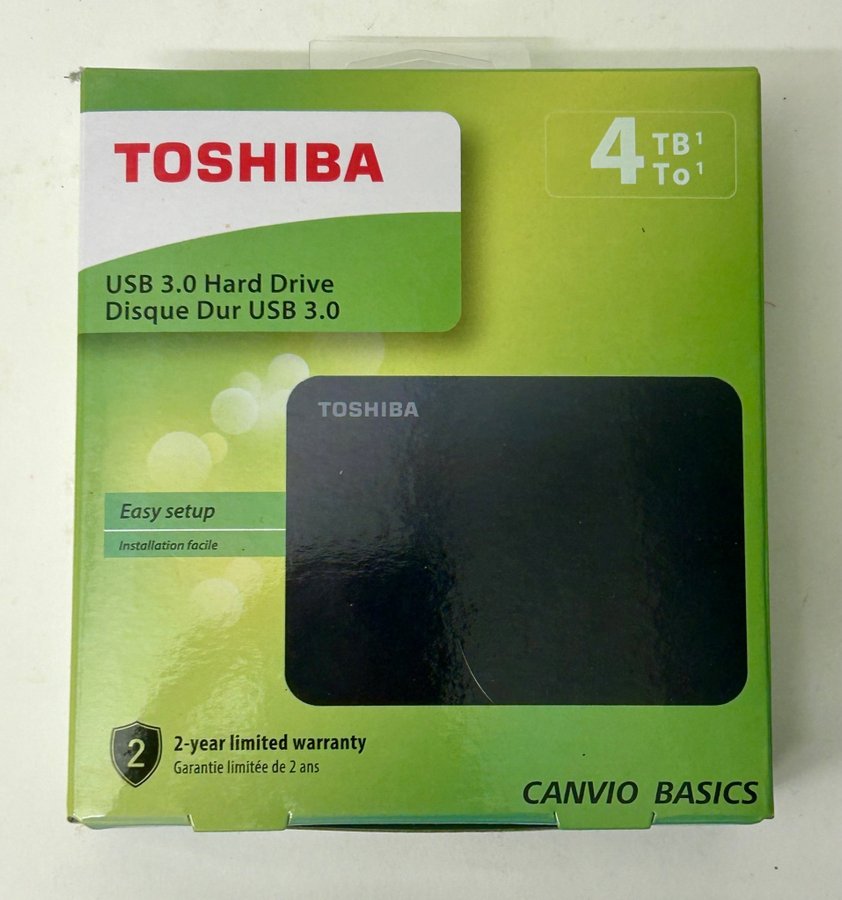 TOSHIBA
4 TB¹
To¹
USB 3.0 Hard Drive
Disque Dur USB 3.0
TOSHIBA
Easy setup
Installation facile
2
2-year limited warranty
Garantie limitée de 2 ans
CANVIO BASICS